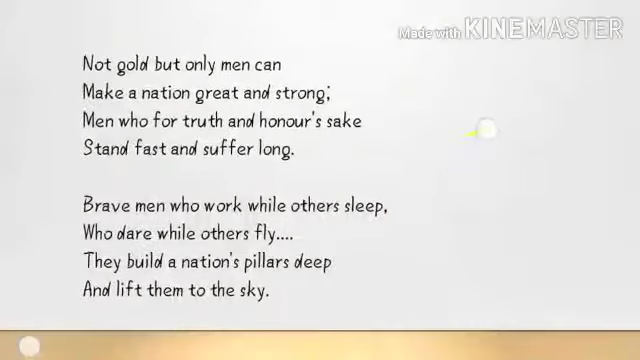 Made with KINEMASTER
Not gold but only men can
Make a nation great and strong;
Men who for truth and honour's sake
Stand fast and suffer long.
Brave men who work while others sleep,
Who dare while others fly....
They build a nation's pillars deep
And lift them to the sky.